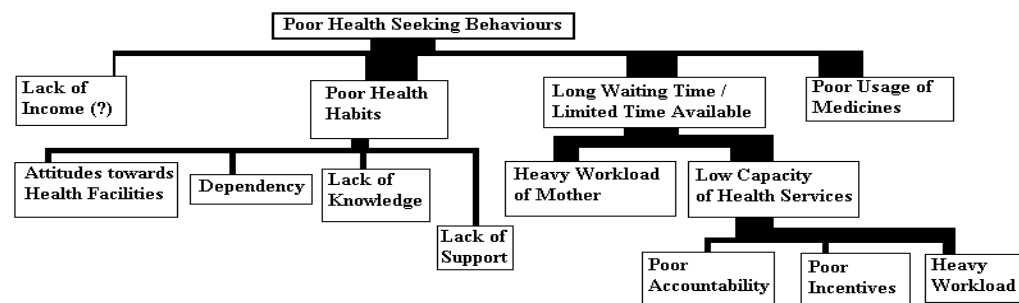 Poor Health Seeking Behaviours
Lack of
Income (?)
Poor Health
Habits
Long Waiting Time /
Limited Time Available
Poor Usage of
Medicines
Attitudes towards
Health Facilities
Dependency
Lack of
Knowledge
Lack of
Support
Heavy Workload
of Mother
Low Capacity
of Health Services
Poor
Accountability
Poor
Incentives
Heavy
Workload